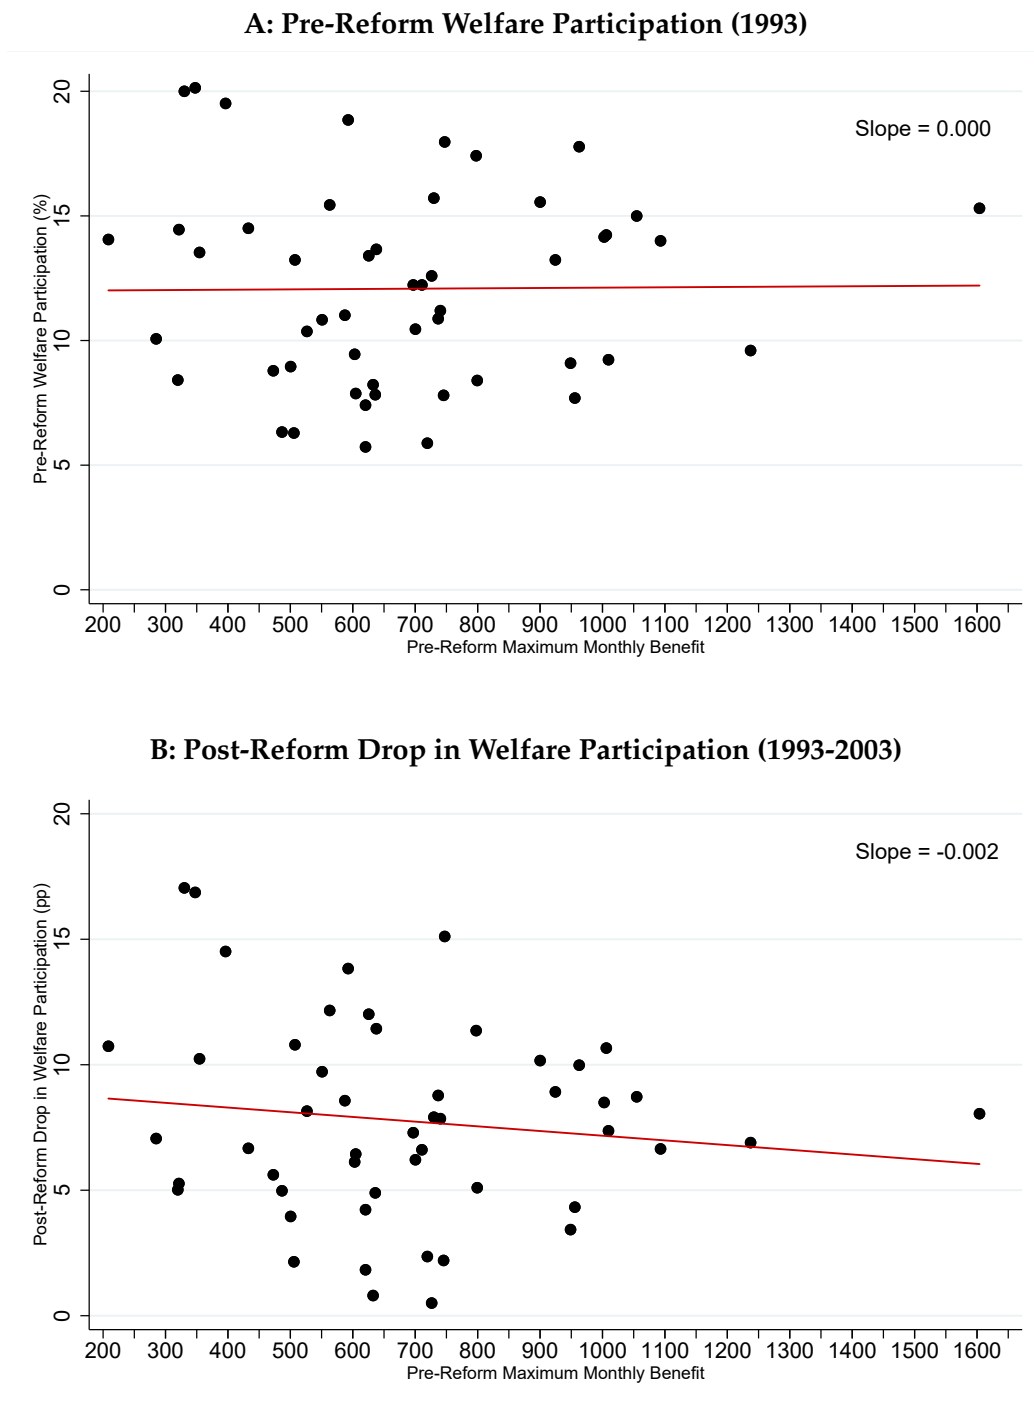 A: Pre-Reform Welfare Participation (1993)
20
15
10
5
0
Pre-Reform Welfare Participation (%)
Slope = 0.000
200 300 400 500 600 700 800 900 1000 1100 1200 1300 1400 1500 1600
Pre-Reform Maximum Monthly Benefit
B: Post-Reform Drop in Welfare Participation (1993-2003)
20
15
10
5
0
Post-Reform Drop in Welfare Participation (pp)
Slope = -0.002
200 300 400 500 600 700 800 900 1000 1100 1200 1300 1400 1500 1600
Pre-Reform Maximum Monthly Benefit